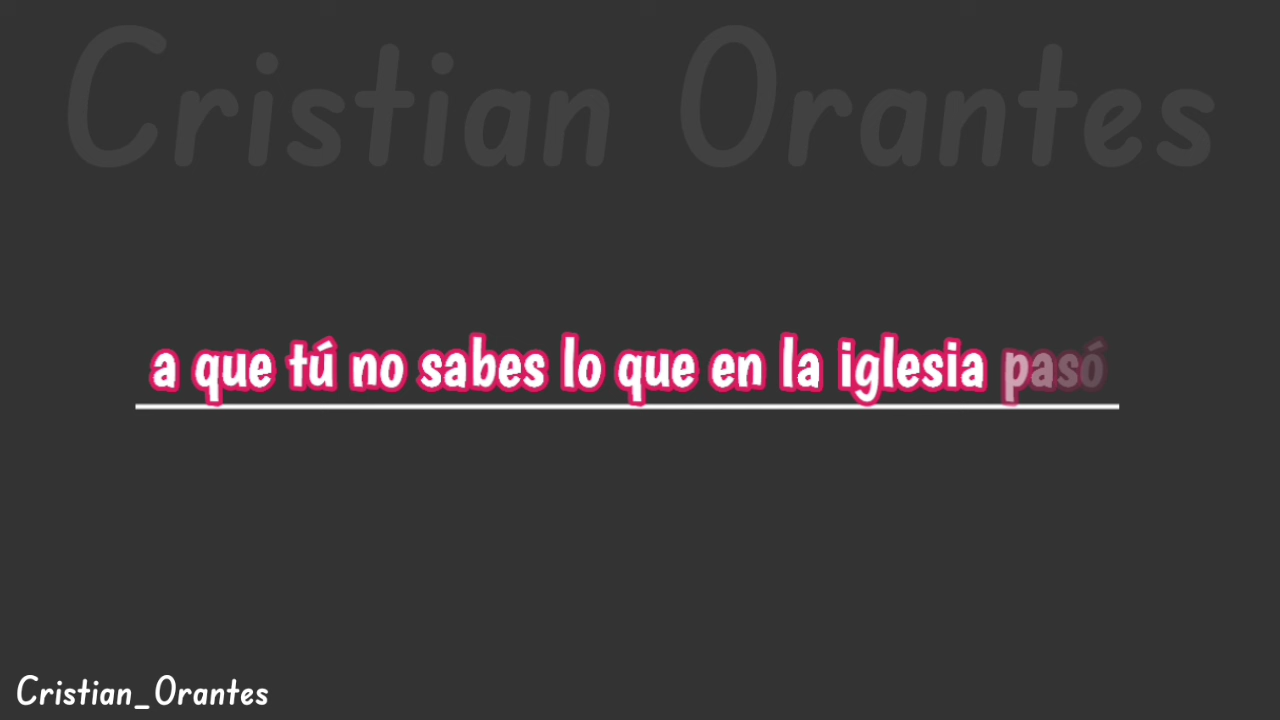 Cristian Orantes
a que tú no sabes lo que en la iglesia pasó
Cristian_Orantes